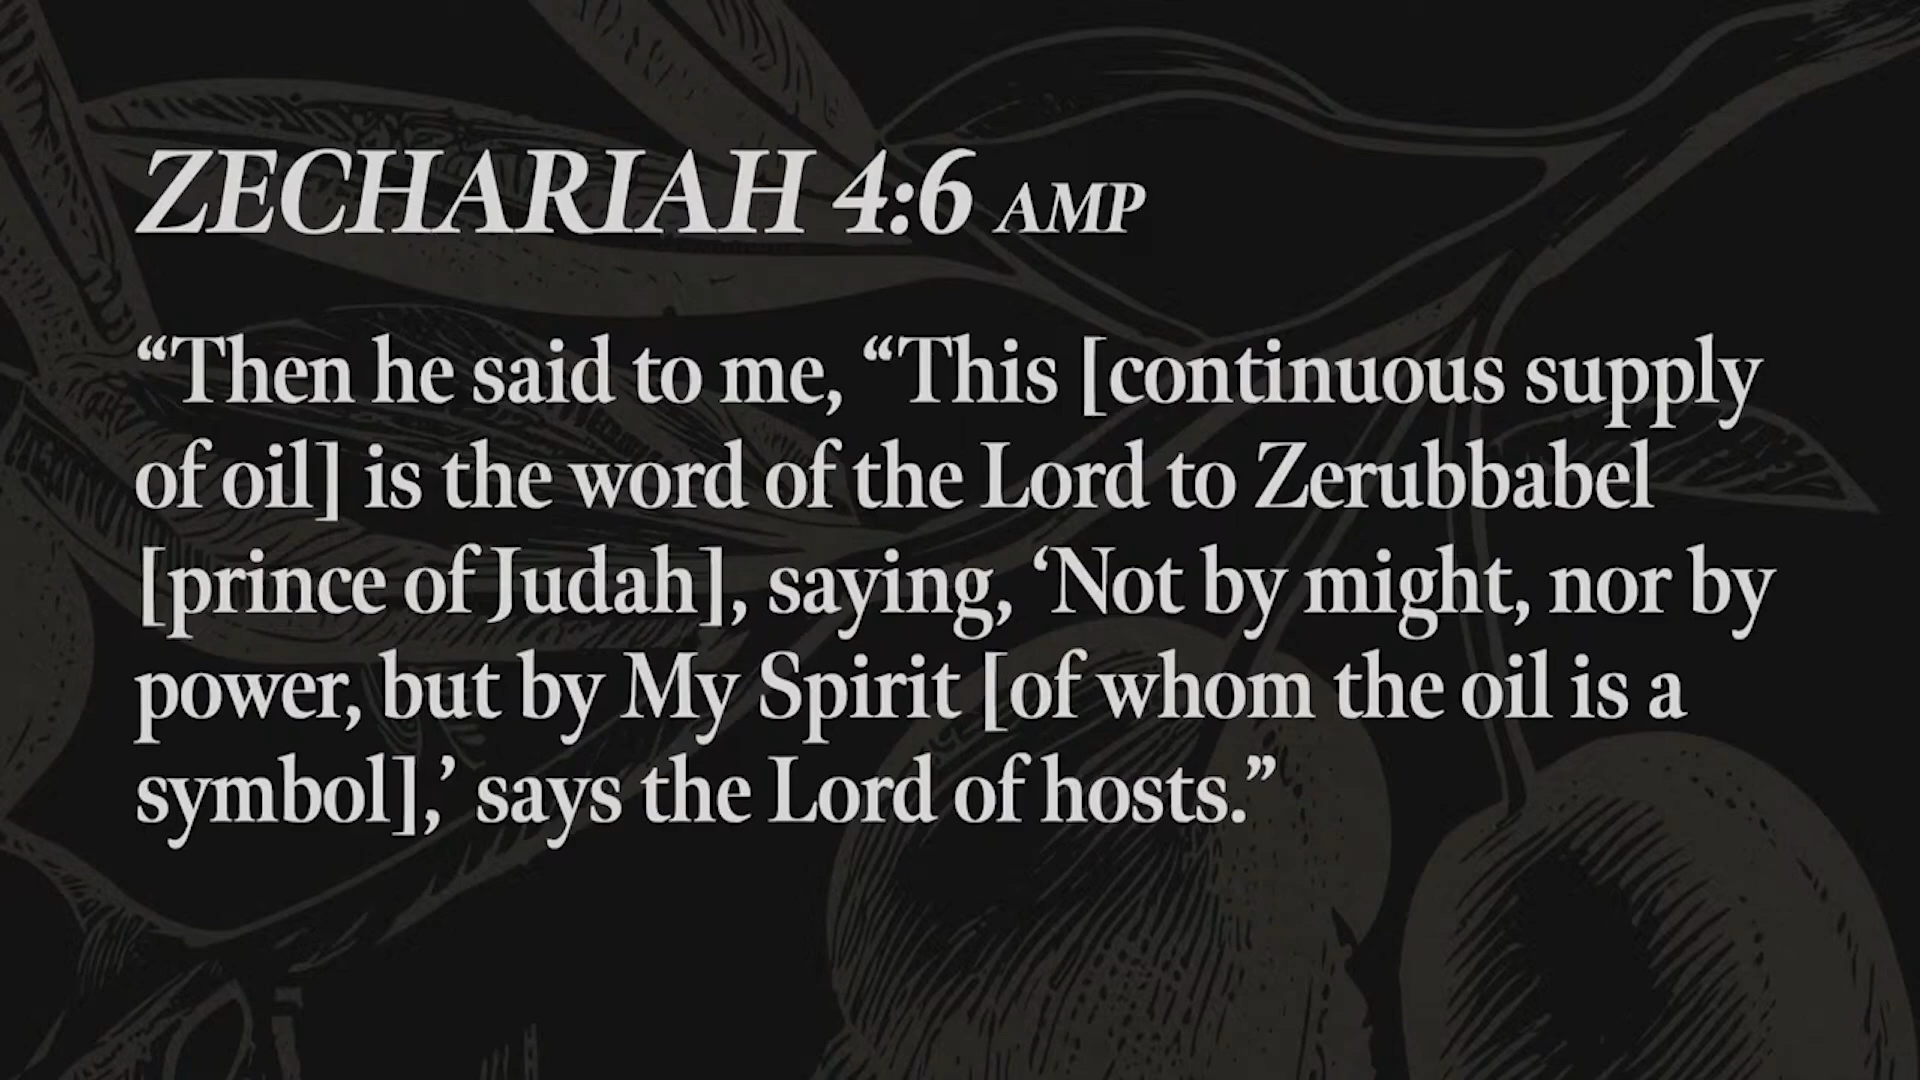 ZECHARIAH 4:6 AMP
“Then he said to me, “This [continuous supply
of oil] is the word of the Lord to Zerubbabel
[prince of Judah], saying, ‘Not by might, nor by
power, but by My Spirit [of whom the oil is a
symbol],’ says the Lord of hosts.”